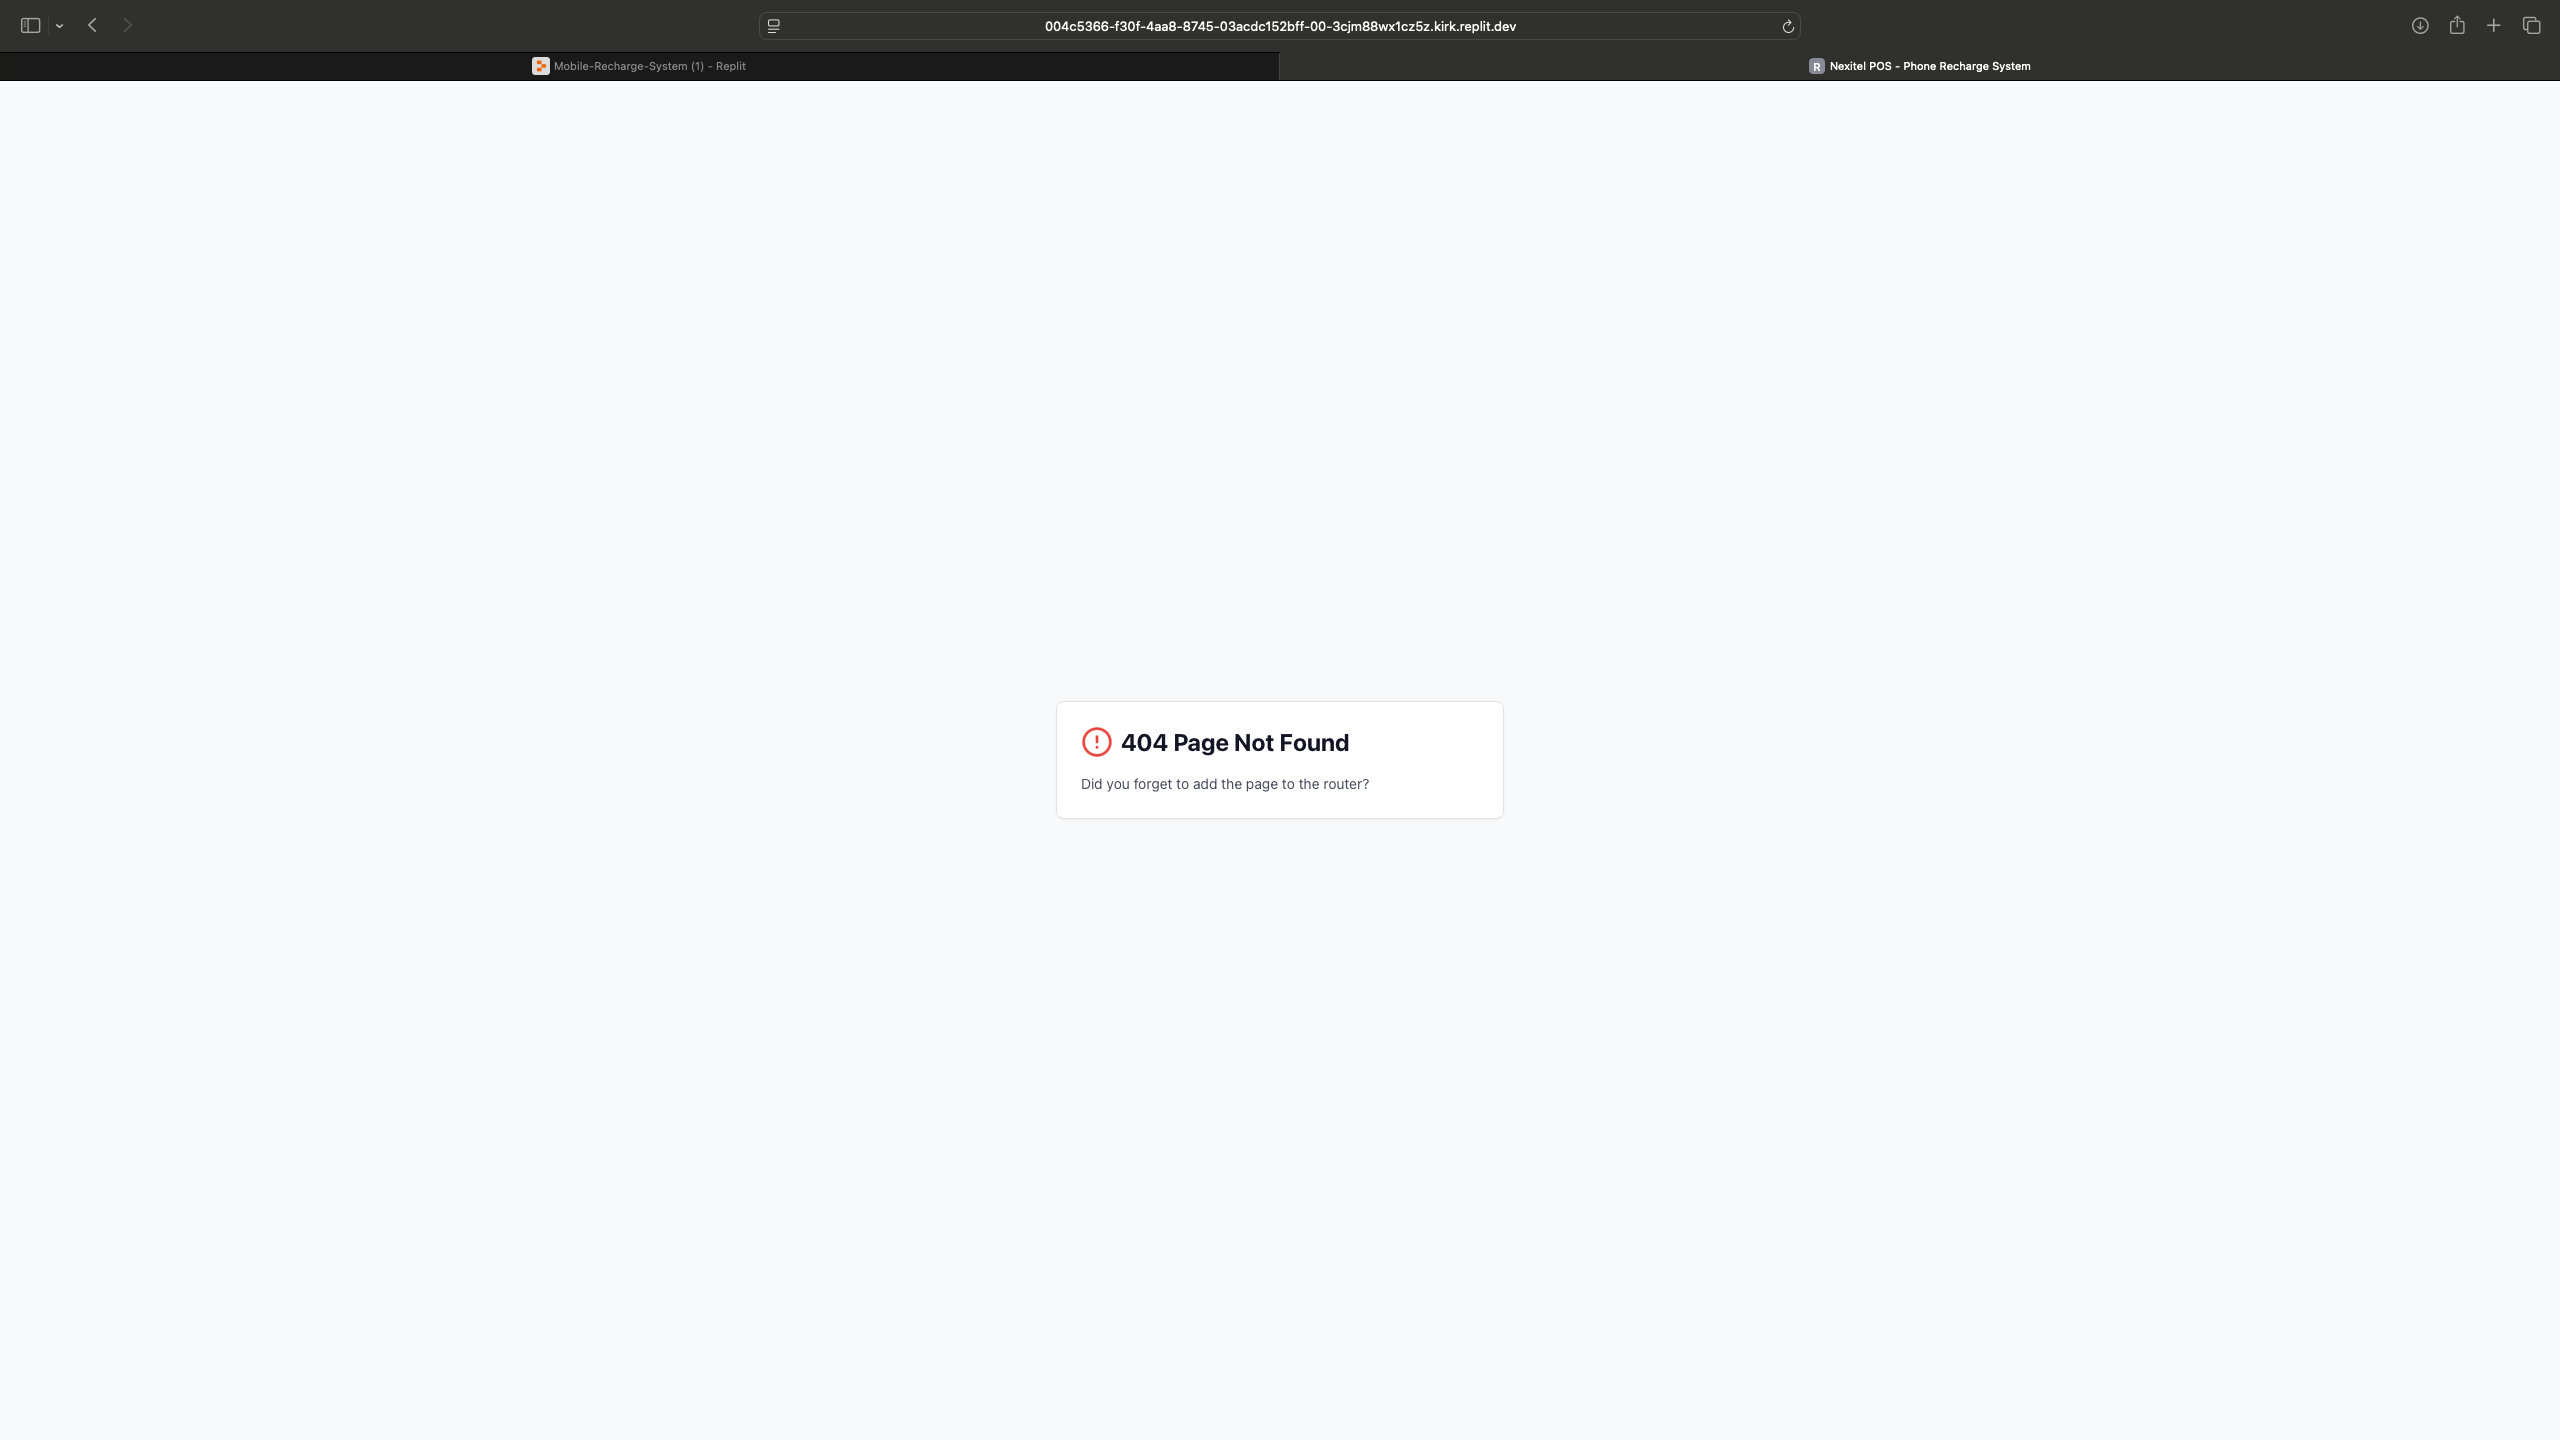 004c5366-f30f-4aa8-8745-03acdc152bff-00-3cjm88wx1cz5z.kirk.replit.dev
Mobile-Recharge-System (1) - Replit
R Nexitel POS - Phone Recharge System
404 Page Not Found
Did you forget to add the page to the router?